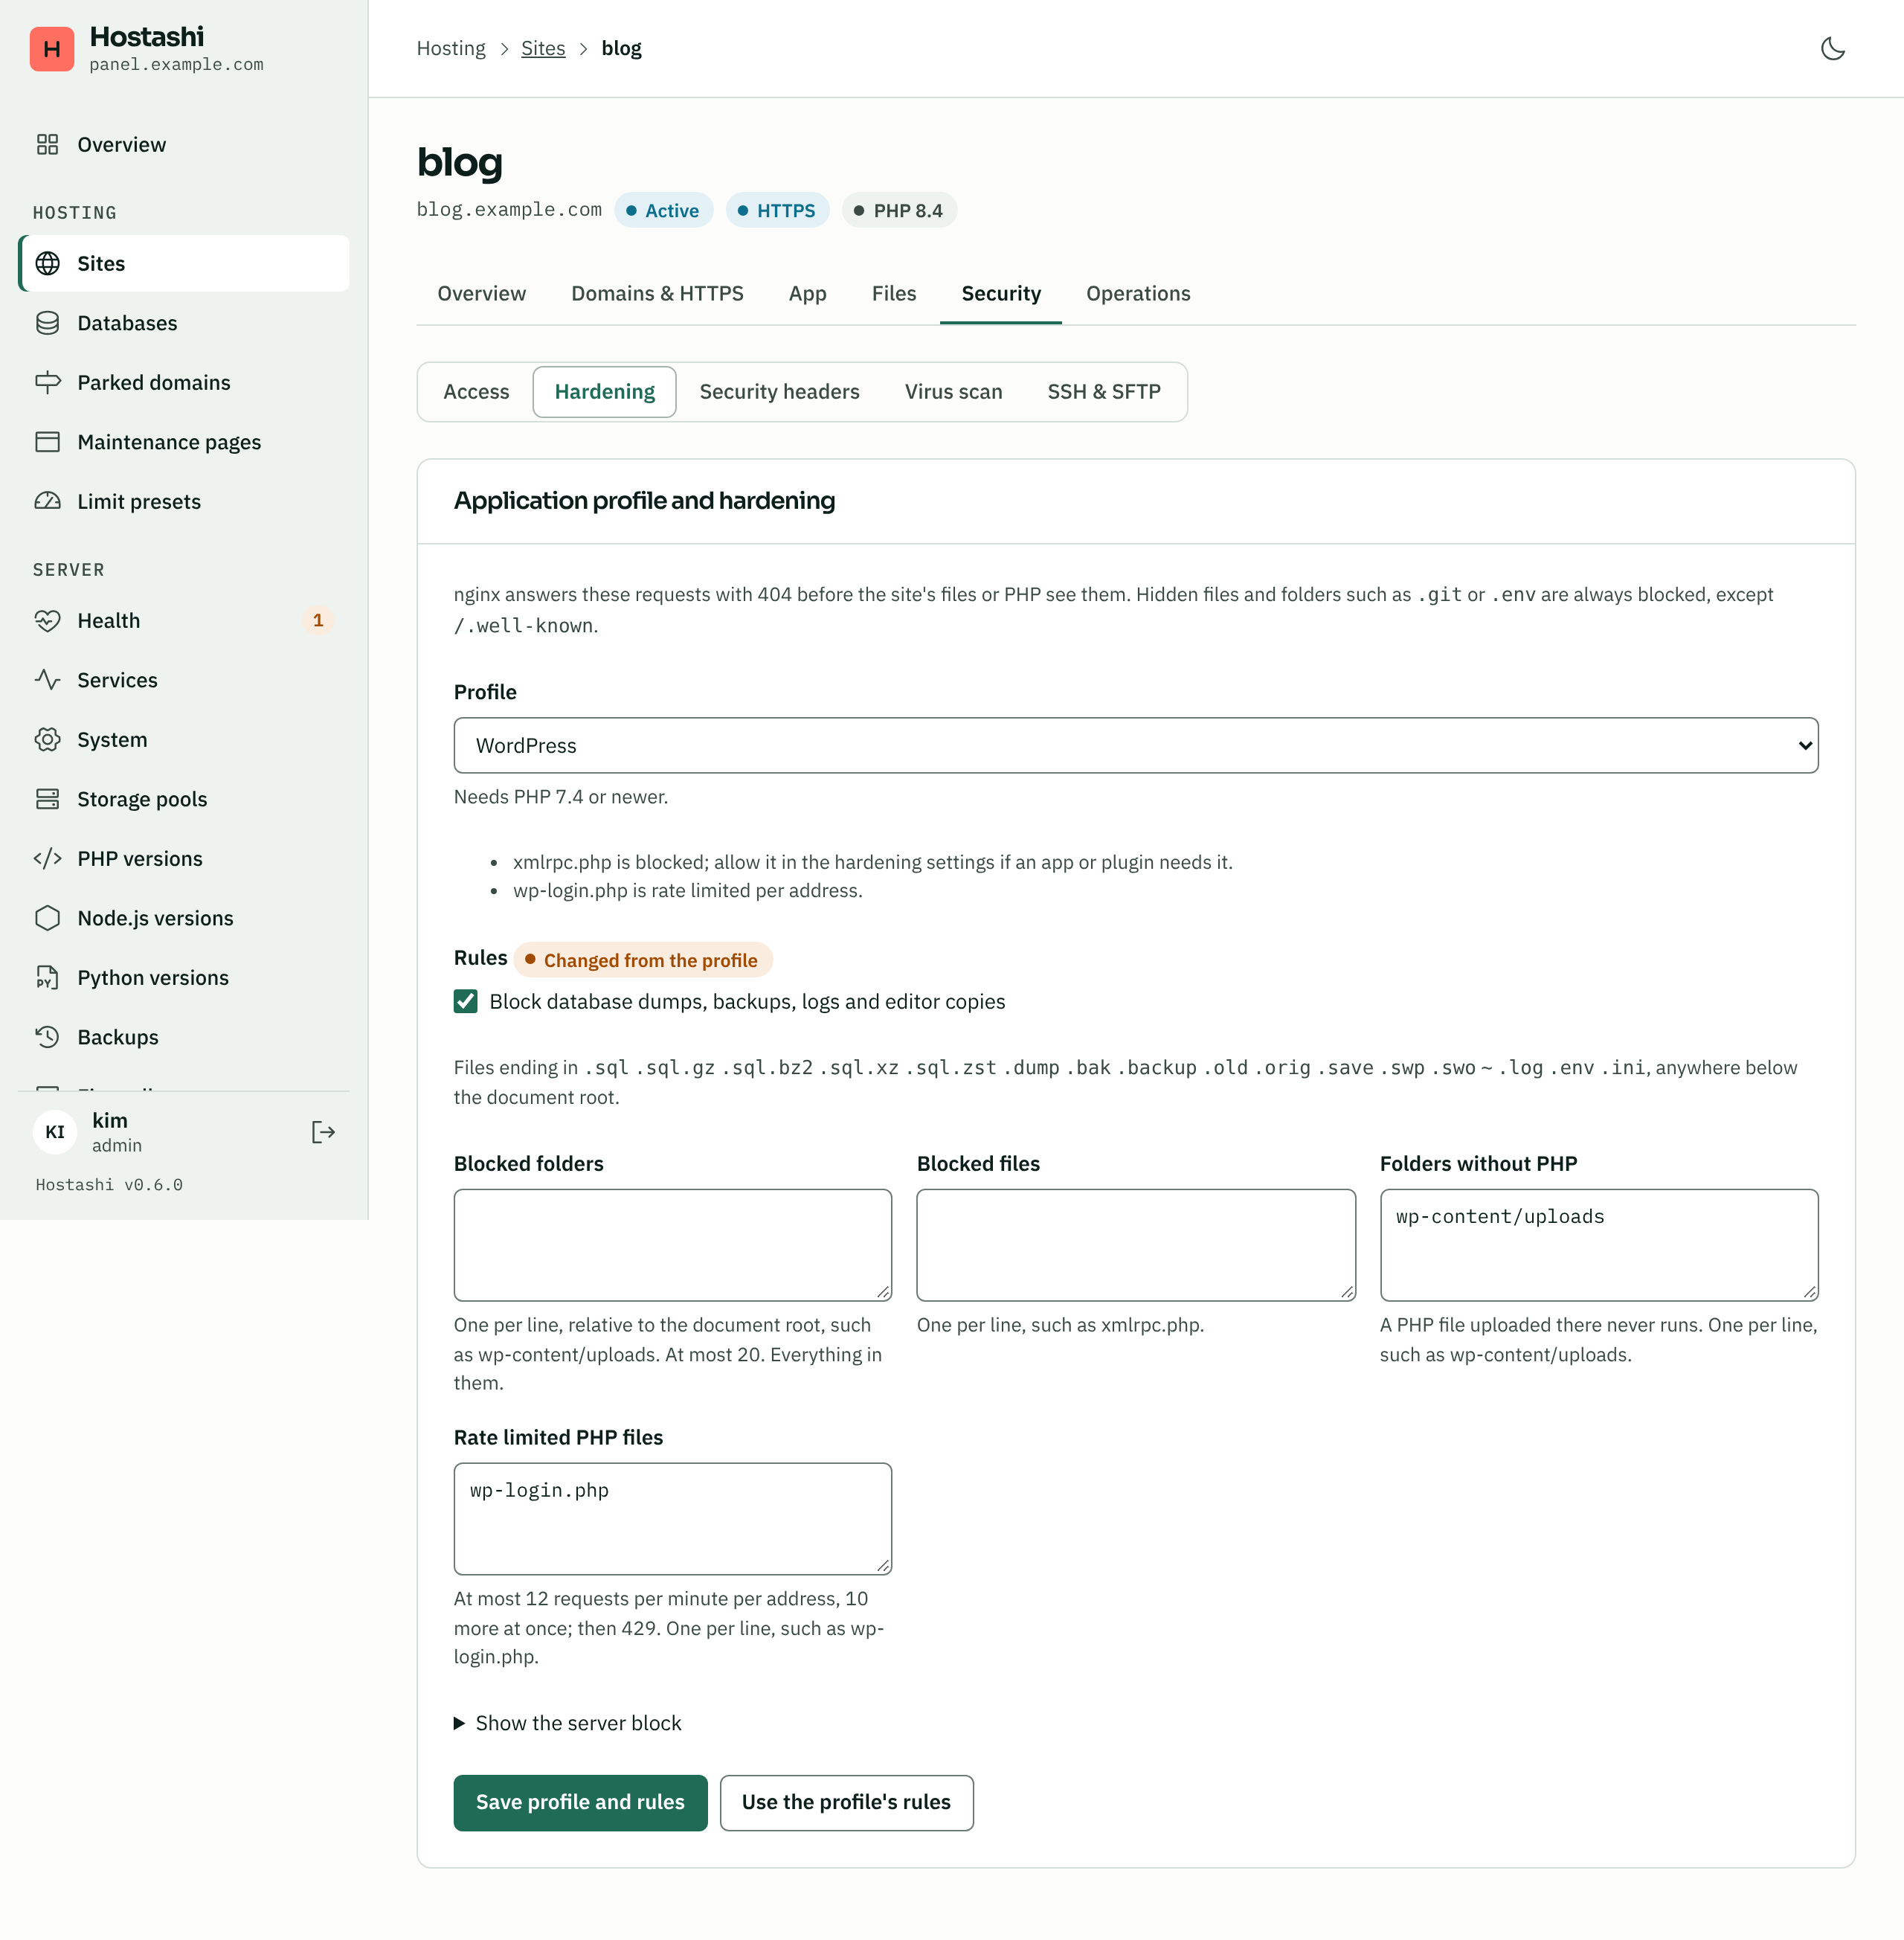 H
Hostashi
panel.example.com
Overview
HOSTING
Sites
Databases
Parked domains
Maintenance pages
Limit presets
SERVER
Health 1
Services
System
Storage pools
PHP versions
Node.js versions
Python versions
Backups
KI
kim
admin
Hostashi v0.6.0
Hosting > Sites > blog
blog
blog.example.com Active HTTPS PHP 8.4
Overview Domains & HTTPS App Files Security Operations
Access Hardening Security headers Virus scan SSH & SFTP
Application profile and hardening
nginx answers these requests with 404 before the site's files or PHP see them. Hidden files and folders such as .git or .env are always blocked, except
/.well-known.
Profile
WordPress
Needs PHP 7.4 or newer.
• xmlrpc.php is blocked; allow it in the hardening settings if an app or plugin needs it.
• wp-login.php is rate limited per address.
Rules Changed from the profile
Block database dumps, backups, logs and editor copies
Files ending in .sql .sql.gz .sql.bz2 .sql.xz .sql.zst .dump .bak .backup .old .orig .save .swp .swo ~ .log .env .ini, anywhere below
the document root.
Blocked folders
One per line, relative to the document root, such
as wp-content/uploads. At most 20. Everything in
them.
Blocked files
One per line, such as xmlrpc.php.
Folders without PHP
wp-content/uploads
A PHP file uploaded there never runs. One per line,
such as wp-content/uploads.
Rate limited PHP files
wp-login.php
At most 12 requests per minute per address, 10
more at once; then 429. One per line, such as wp-
login.php.
Show the server block
Save profile and rules
Use the profile's rules